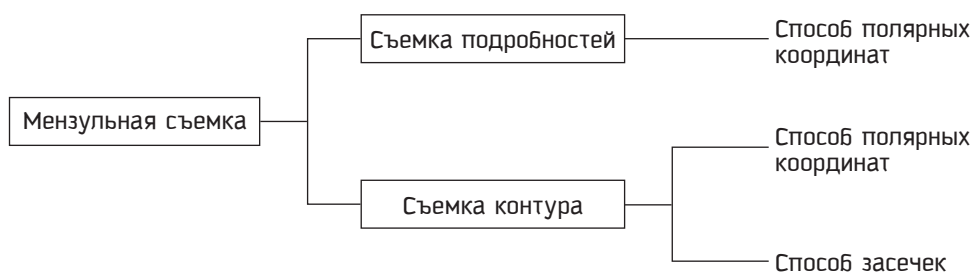 Мензульная съемка
Съемка подробностей
Способ полярных
координат
Съемка контура
Способ полярных
координат
Способ засечек